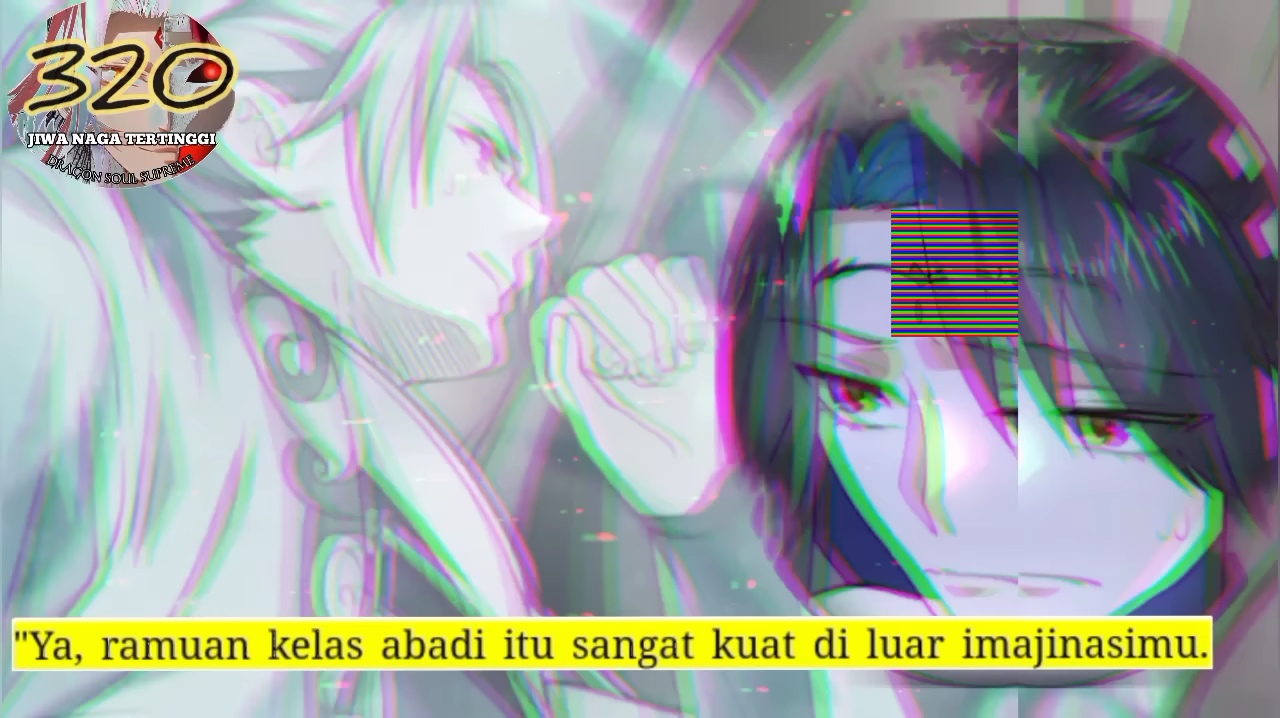 320
JIWA NAGA TERTINGGI
DRAGON SOUL SUPREME
"Ya, ramuan kelas abadi itu sangat kuat di luar imajinasimu.